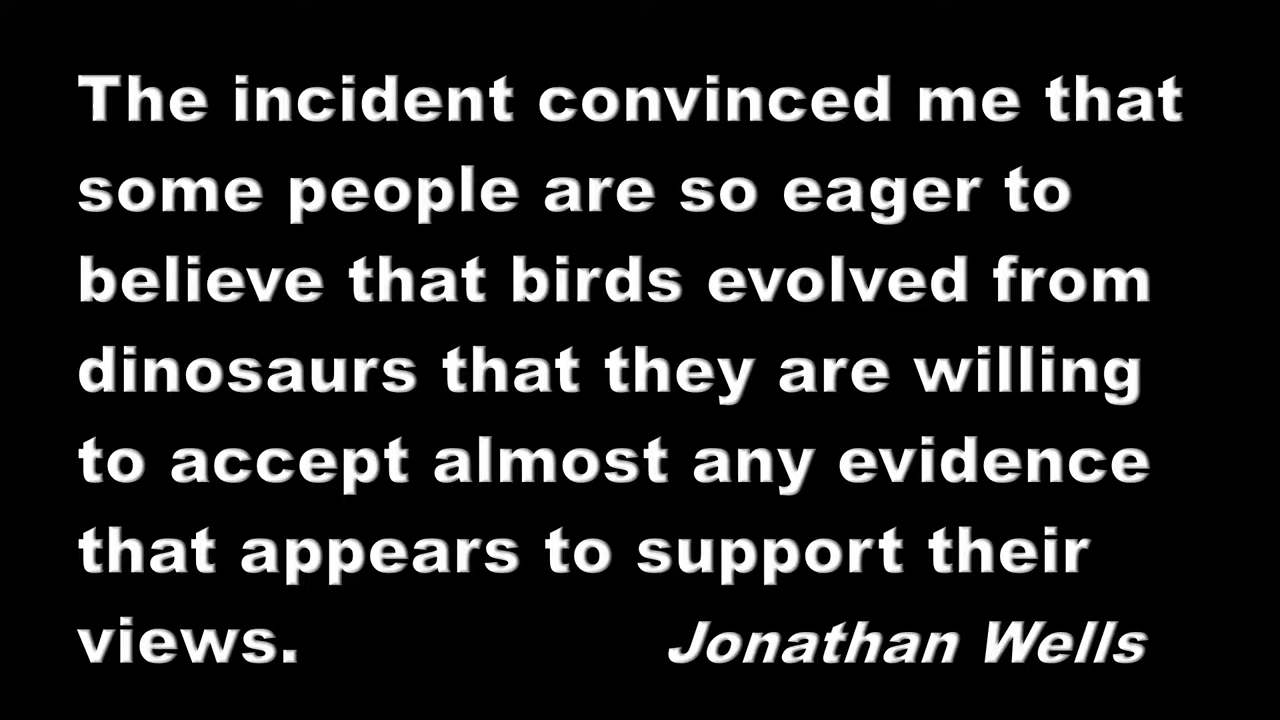 The incident convinced me that
some people are so eager to
believe that birds evolved from
dinosaurs that they are willing
to accept almost any evidence
that appears to support their
views. Jonathan Wells